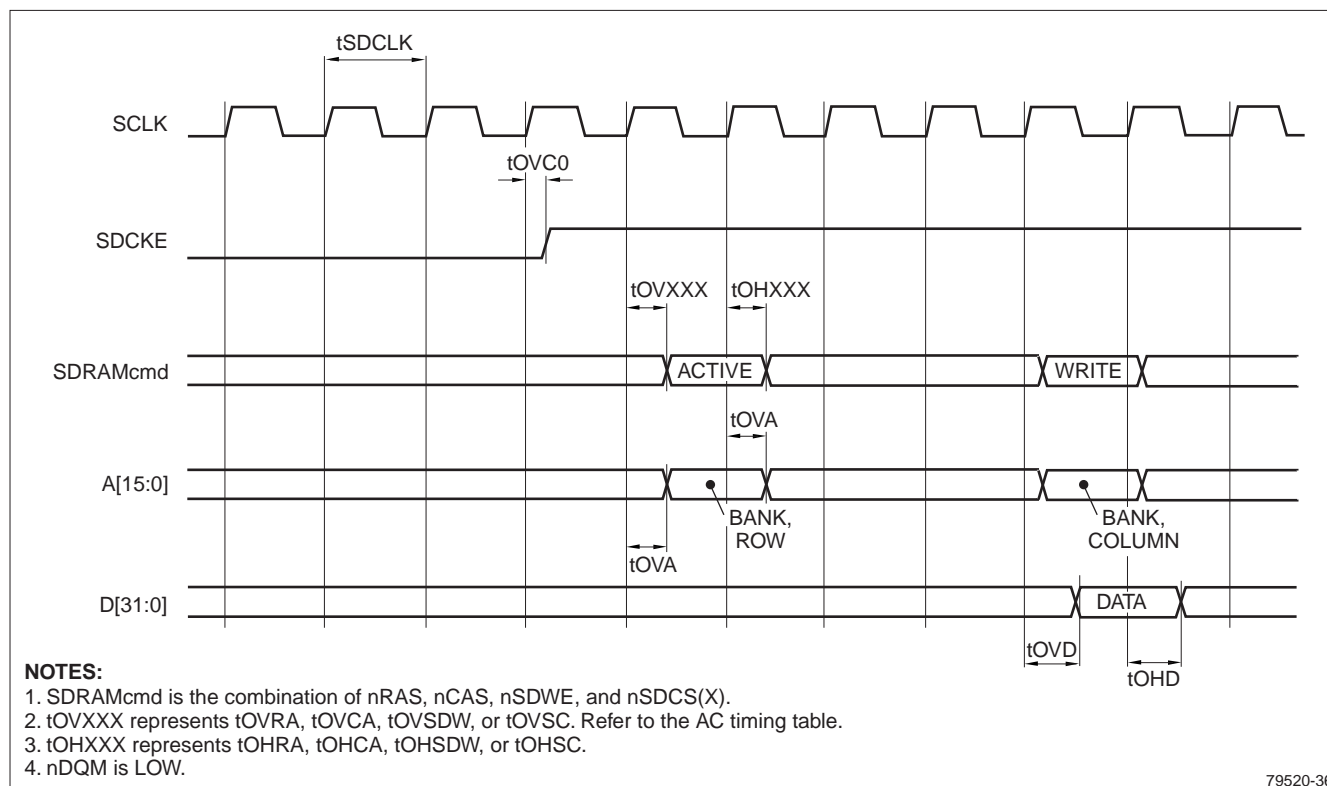 tSDCLK
SCLK
tOVC0
SDCKE
tOVXXX
tOHXXX
SDRAMcmd
ACTIVE
WRITE
tOVA
A[15:0]
BANK,
ROW
BANK,
COLUMN
tOVA
D[31:0]
DATA
tOVD
tOHD
NOTES:
1. SDRAMcmd is the combination of nRAS, nCAS, nSDWE, and nSDCS(X).
2. tOVXXX represents tOVRA, tOVCA, tOVSDW, or tOVSC. Refer to the AC timing table.
3. tOHXXX represents tOHRA, tOHCA, tOHSDW, or tOHSC.
4. nDQM is LOW.
79520-36